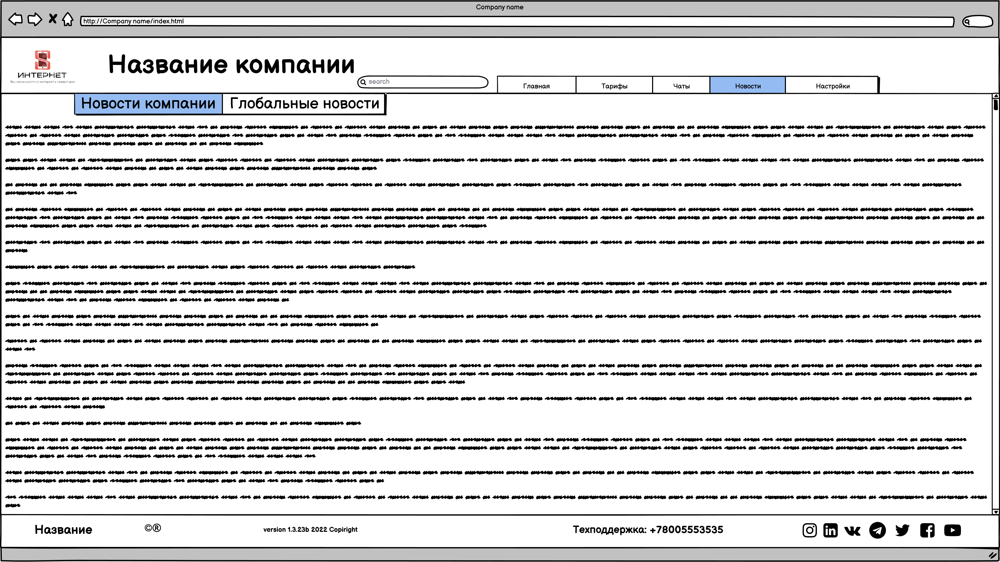 Company name
http://Company name/index.html
ИНТЕРНЕТ
Высокоскоростной интернет в каждый дом
Название компании
search
Главная
Тарифы
Чаты
Новости
Настройки
Новости компании
Глобальные новости
Название
©®
version 1.3.23b 2022 Copiright
Техподдержка: +78005553535